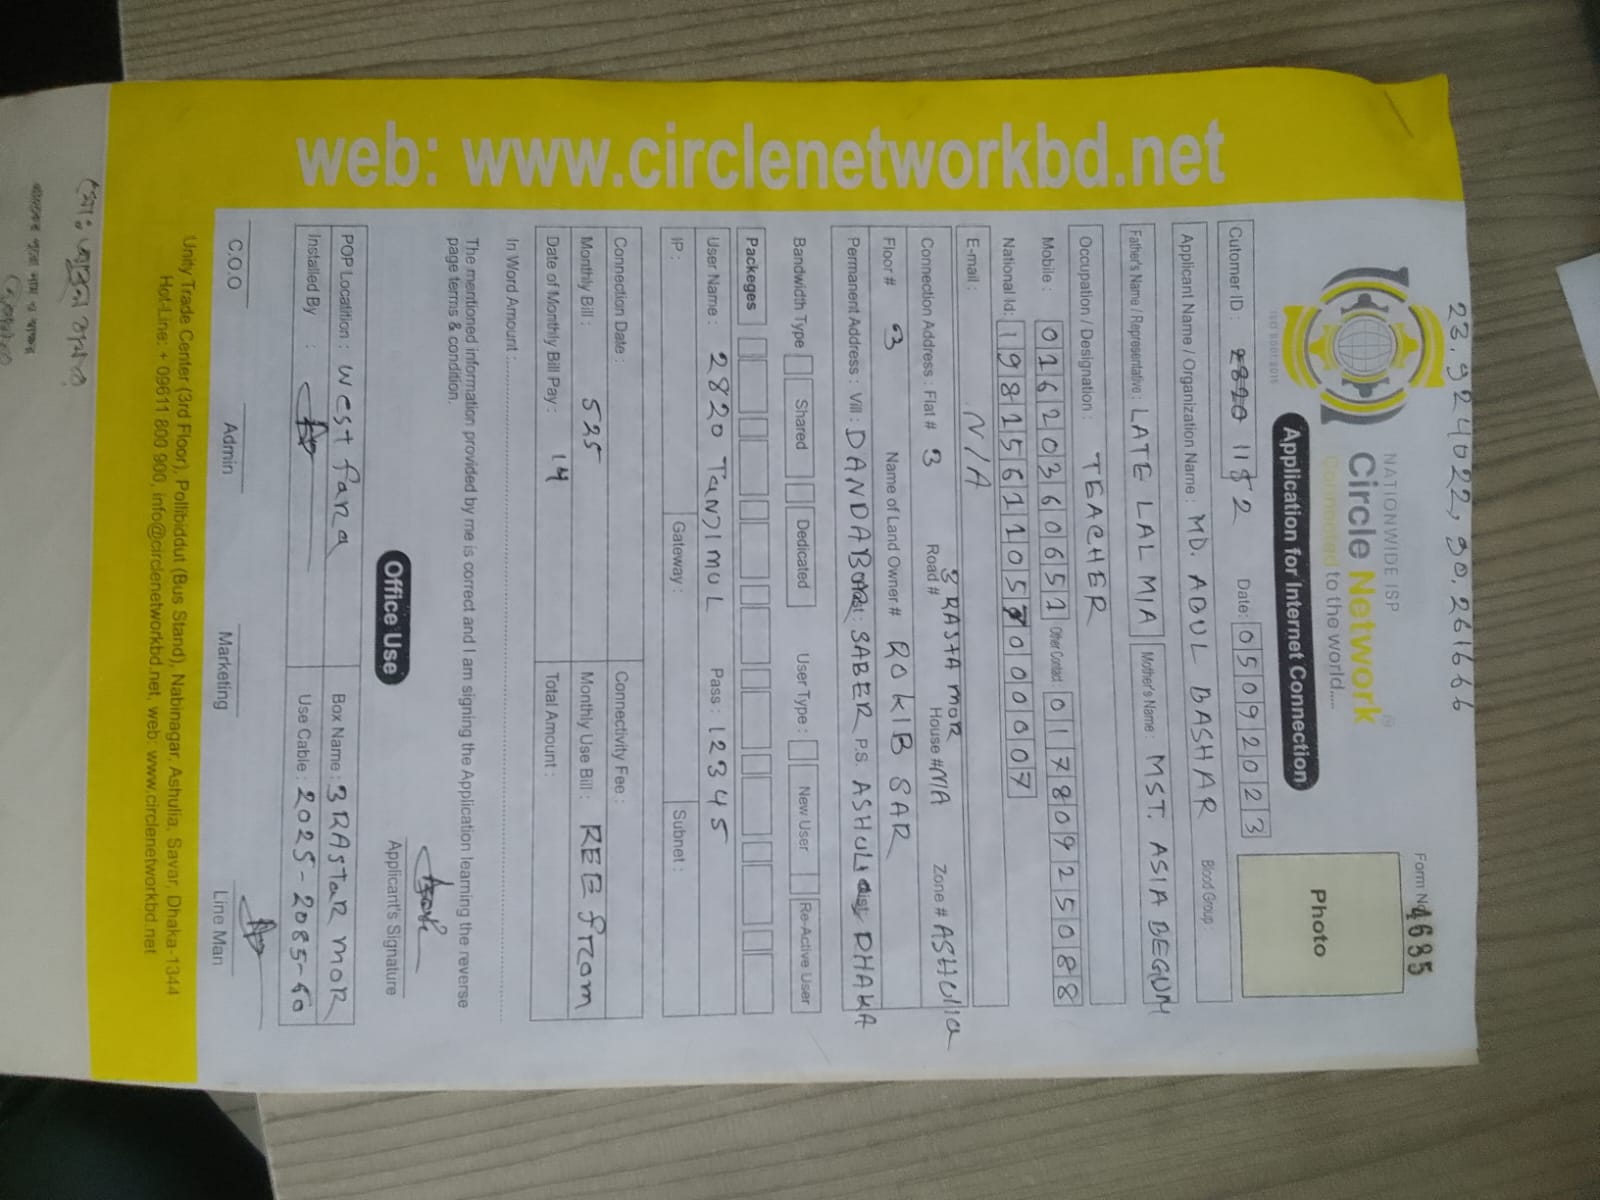 23.924022, 90.261666
NATIONWIDE ISP
Circle Network
Connected to the world.....
ISO 9001:2015
Form No. 4635
Application for Internet Connection
Photo
Cutomer ID : 2820 1152 Date : 05092023
Applicant Name / Organization Name : MD. ABUL BASHAR Blood Group :
Father's Name / Representative : LATE LAL MIA Mother's Name : MST. ASIA BEGUM
Occupation / Designation : TEACHER
Mobile : 01620360651 Other Contact : 01780925088
National Id : 19815611057000007
E-mail : N/A
3 RASTA MOR
Connection Address : Flat # 3 Road # House # N/A Zone # ASHULIA
Floor # 3 Name of Land Owner # ROKIB SAR
Permanent Address : Vill : DANDABAR Post : SABER P.S. ASHULIA Dist DHAKA
Bandwidth Type Shared Dedicated User Type : New User Re-Active User
Packeges
User Name : 2820 TANJIMUL Pass : 12345
IP : Gateway : Subnet :
Connection Date : Connectivity Fee :
Monthly Bill : 525 Monthly Use Bill : REE from
Date of Monthly Bill Pay : 14 Total Amount :
In Word Amount :
The mentioned information provided by me is correct and I am signing the Application learning the reverse
page terms & condition.
Applicant's Signature
Office Use
POP Locatition : West Para Box Name : 3 RAstaR moR
Installed By : Use Cable : 2025-2085-60
C.O.O Admin Marketing Line Man
Unity Trade Center (3rd Floor), Pollibiddut (Bus Stand), Nabinagar, Ashulia, Savar, Dhaka-1344
Hot-Line: + 09611 800 900, info@circlenetworkbd.net, web: www.circlenetworkbd.net
web: www.circlenetworkbd.net